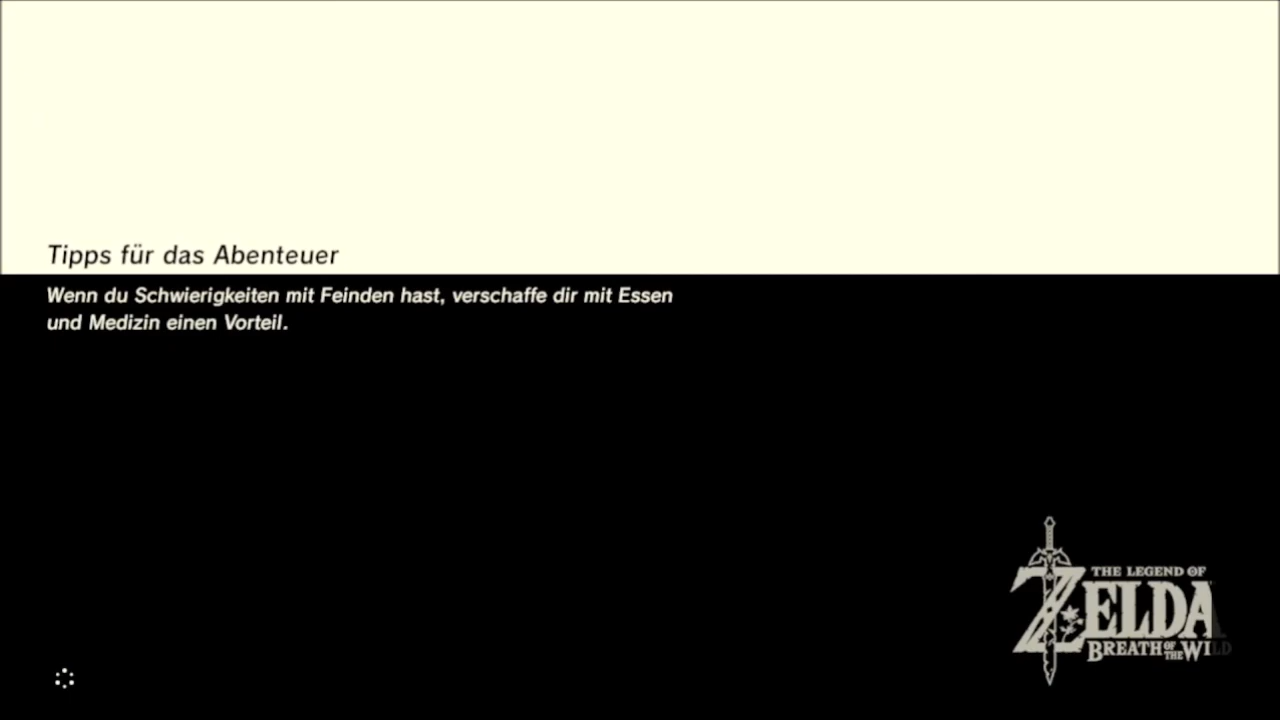 Tipps für das Abenteuer
Wenn du Schwierigkeiten mit Feinden hast, verschaffe dir mit Essen
und Medizin einen Vorteil.
THE LEGEND OF
ZELDA
BREATH OF THE WILD